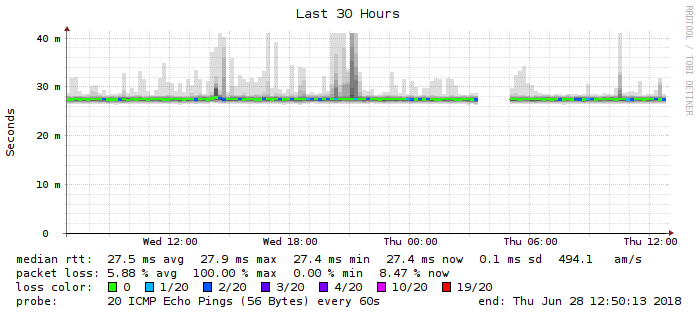 Last 30 Hours
RRDTOOL / TOBI OETIKER
Seconds
40 m
30 m
20 m
10 m
0
Wed 12:00 Wed 18:00 Thu 00:00 Thu 06:00 Thu 12:00
median rtt: 27.5 ms avg 27.9 ms max 27.4 ms min 27.4 ms now 0.1 ms sd 494.1 am/s
packet loss: 5.88 % avg 100.00 % max 0.00 % min 8.47 % now
loss color: 0 1/20 2/20 3/20 4/20 10/20 19/20
probe: 20 ICMP Echo Pings (56 Bytes) every 60s end: Thu Jun 28 12:50:13 2018